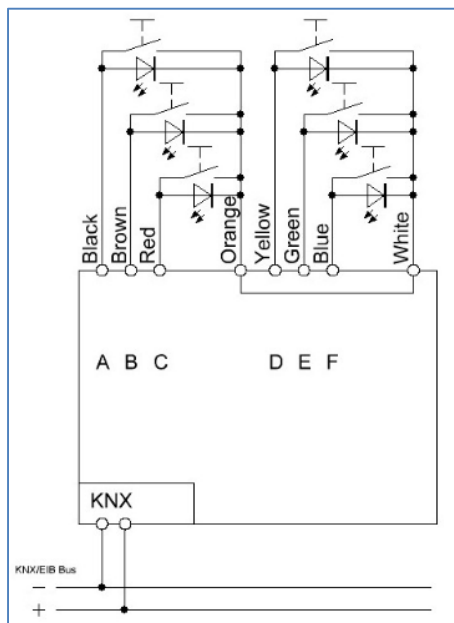 Black
Brown
Red
Orange
Yellow
Green
Blue
White
A B C D E F
KNX
KNX/EIB Bus
−
+